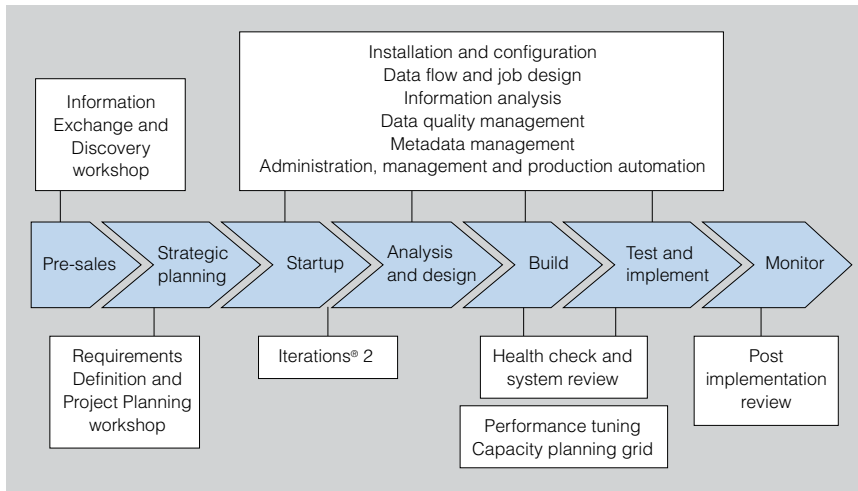 Installation and configuration
Data flow and job design
Information analysis
Data quality management
Metadata management
Administration, management and production automation
Information
Exchange and
Discovery
workshop
Pre-sales
Strategic
planning
Startup
Analysis
and design
Build
Test and
implement
Monitor
Requirements
Definition and
Project Planning
workshop
Iterations® 2
Health check and
system review
Performance tuning
Capacity planning grid
Post
implementation
review